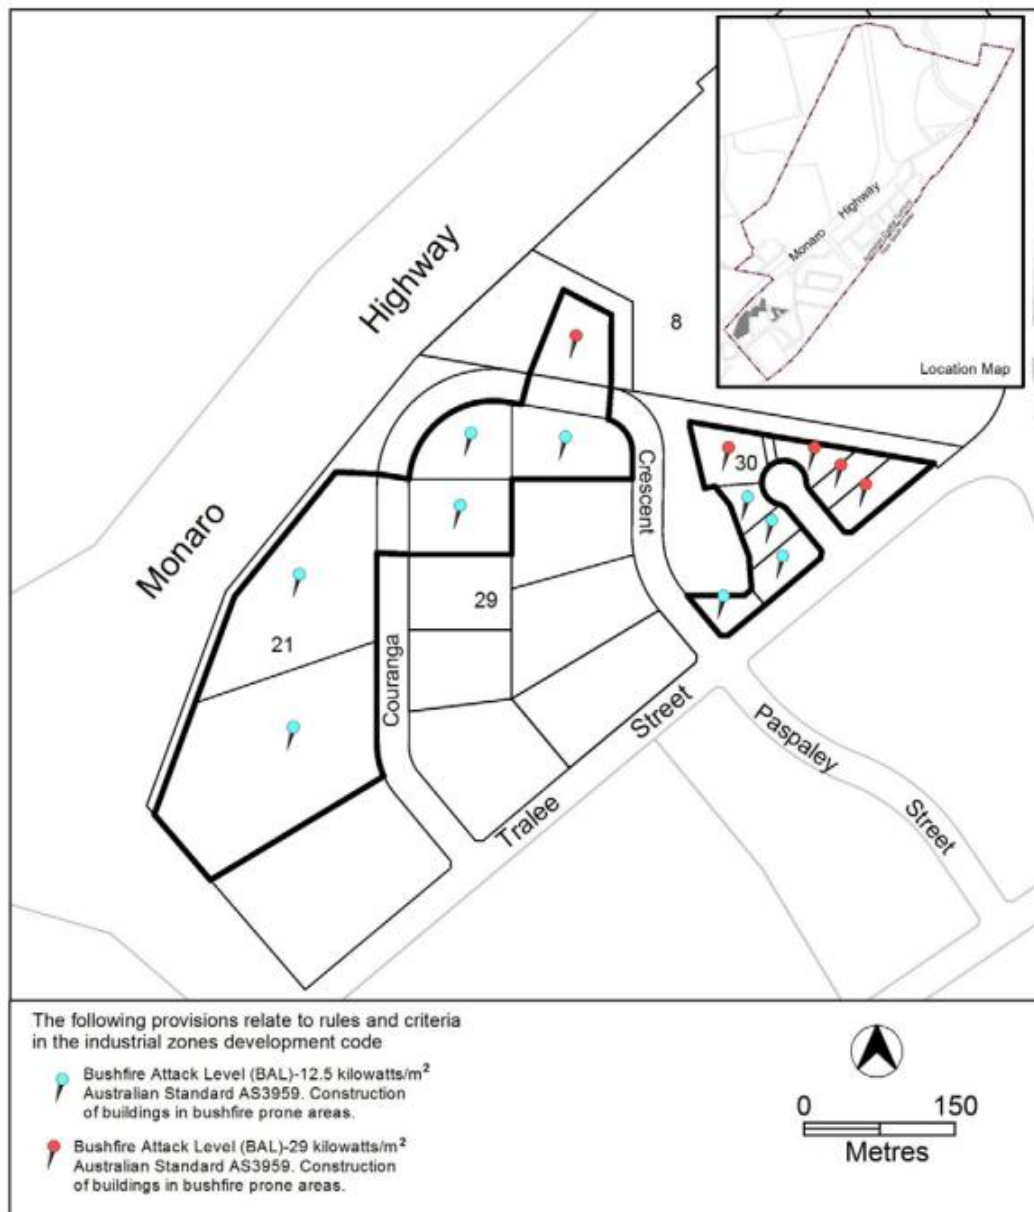 Monaro
Highway
Location Map
Highway
8
Crescent
30
Monaro
29
21
Couranga
Street
Paspaley
Tralee
Street
The following provisions relate to rules and criteria
in the industrial zones development code
Bushfire Attack Level (BAL)-12.5 kilowatts/m²
Australian Standard AS3959. Construction
of buildings in bushfire prone areas.
Bushfire Attack Level (BAL)-29 kilowatts/m²
Australian Standard AS3959. Construction
of buildings in bushfire prone areas.
0 150
Metres